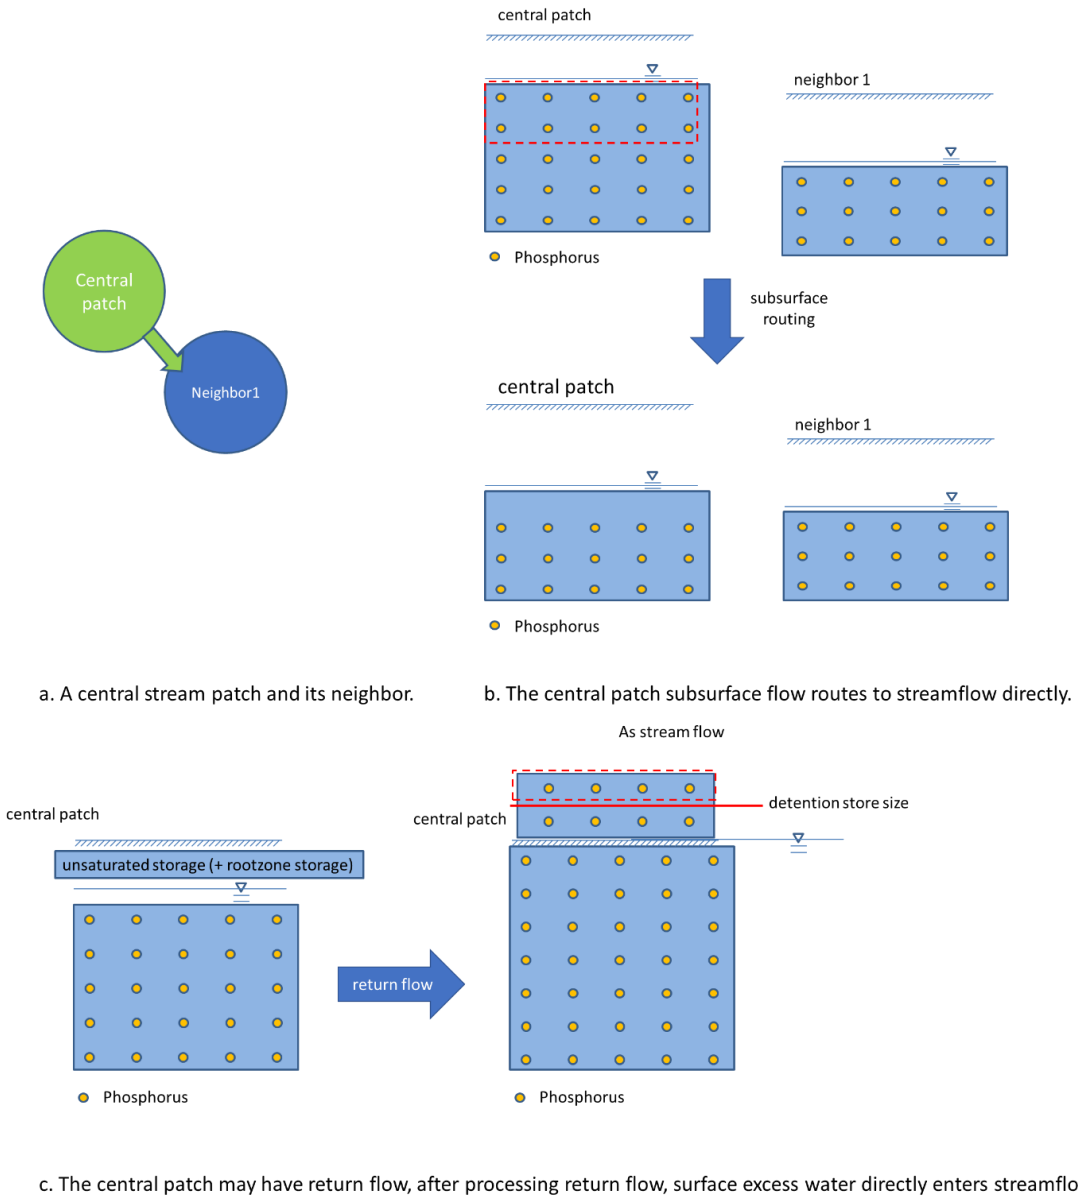 central patch
neighbor 1
Phosphorus
Central
patch
Neighbor1
subsurface
routing
central patch
neighbor 1
Phosphorus
a. A central stream patch and its neighbor.
b. The central patch subsurface flow routes to streamflow directly.
As stream flow
central patch
detention store size
central patch
unsaturated storage (+ rootzone storage)
return flow
Phosphorus
Phosphorus
c. The central patch may have return flow, after processing return flow, surface excess water directly enters streamflo